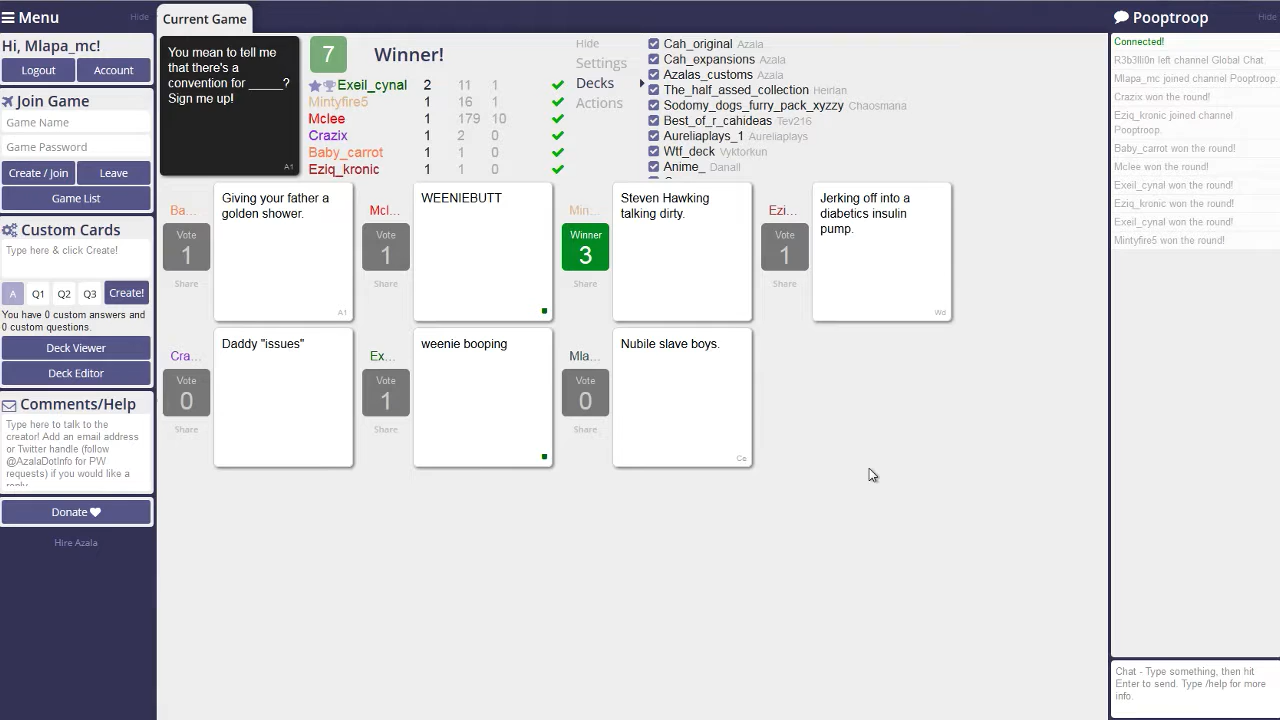 Menu
Hide
Hi, Mlapa_mc!
Logout
Account
Join Game
Game Name
Game Password
Create / Join
Leave
Game List
Custom Cards
Type here & click Create!
A
Q1
Q2
Q3
Create!
You have 0 custom answers and
0 custom questions.
Deck Viewer
Deck Editor
Comments/Help
Type here to talk to the
creator! Add an email address
or Twitter handle (follow
@AzalaDotInfo for PW
requests) if you would like a
reply.
Donate
Hire Azala
Current Game
You mean to tell me
that there's a
convention for _____?
Sign me up!
A1
7
Winner!
Exeil_cynal 2 11 1
Mintyfire5 1 16 1
Mclee 1 179 10
Crazix 1 2 0
Baby_carrot 1 1 0
Eziq_kronic 1 1 0
Hide
Settings
Decks
Actions
Cah_original Azala
Cah_expansions Azala
Azalas_customs Azala
The_half_assed_collection Heirlan
Sodomy_dogs_furry_pack_xyzzy Chaosmana
Best_of_r_cahideas Tev216
Aureliaplays_1 Aureliaplays
Wtf_deck Vyktorkun
Anime_ Danall
Ba...
Vote
1
Share
Giving your father a
golden shower.
A1
Mcl...
Vote
1
Share
WEENIEBUTT
Min...
Winner
3
Share
Steven Hawking
talking dirty.
Ezi...
Vote
1
Share
Jerking off into a
diabetics insulin
pump.
Wd
Cra...
Vote
0
Share
Daddy "issues"
Ex...
Vote
1
Share
weenie booping
Mla...
Vote
0
Share
Nubile slave boys.
Ce
Pooptroop
Hide
Connected!
R3b3lli0n left channel Global Chat.
Mlapa_mc joined channel Pooptroop.
Crazix won the round!
Eziq_kronic joined channel
Pooptroop.
Baby_carrot won the round!
Mclee won the round!
Exeil_cynal won the round!
Eziq_kronic won the round!
Exeil_cynal won the round!
Mintyfire5 won the round!
Chat - Type something, then hit
Enter to send. Type /help for more
info.